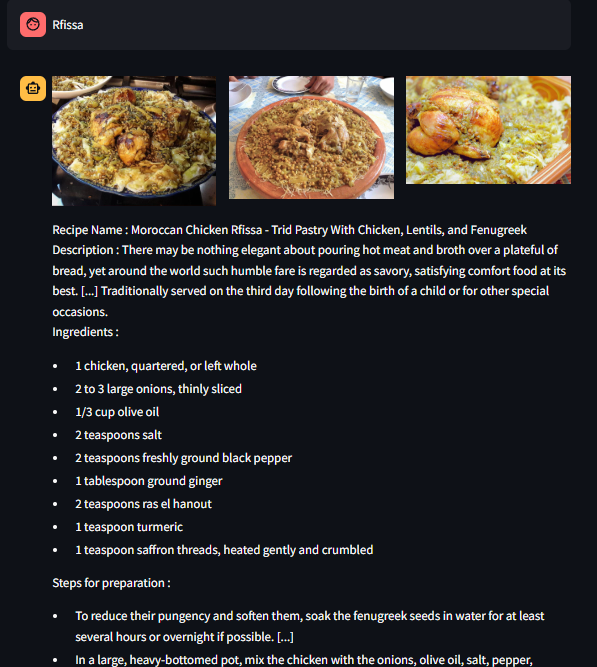 Rfissa
Recipe Name : Moroccan Chicken Rfissa - Trid Pastry With Chicken, Lentils, and Fenugreek
Description : There may be nothing elegant about pouring hot meat and broth over a plateful of
bread, yet around the world such humble fare is regarded as savory, satisfying comfort food at its
best. [...] Traditionally served on the third day following the birth of a child or for other special
occasions.
Ingredients :
• 1 chicken, quartered, or left whole
• 2 to 3 large onions, thinly sliced
• 1/3 cup olive oil
• 2 teaspoons salt
• 2 teaspoons freshly ground black pepper
• 1 tablespoon ground ginger
• 2 teaspoons ras el hanout
• 1 teaspoon turmeric
• 1 teaspoon saffron threads, heated gently and crumbled
Steps for preparation :
• To reduce their pungency and soften them, soak the fenugreek seeds in water for at least
several hours or overnight if possible. [...]
• In a large, heavy-bottomed pot, mix the chicken with the onions, olive oil, salt, pepper,